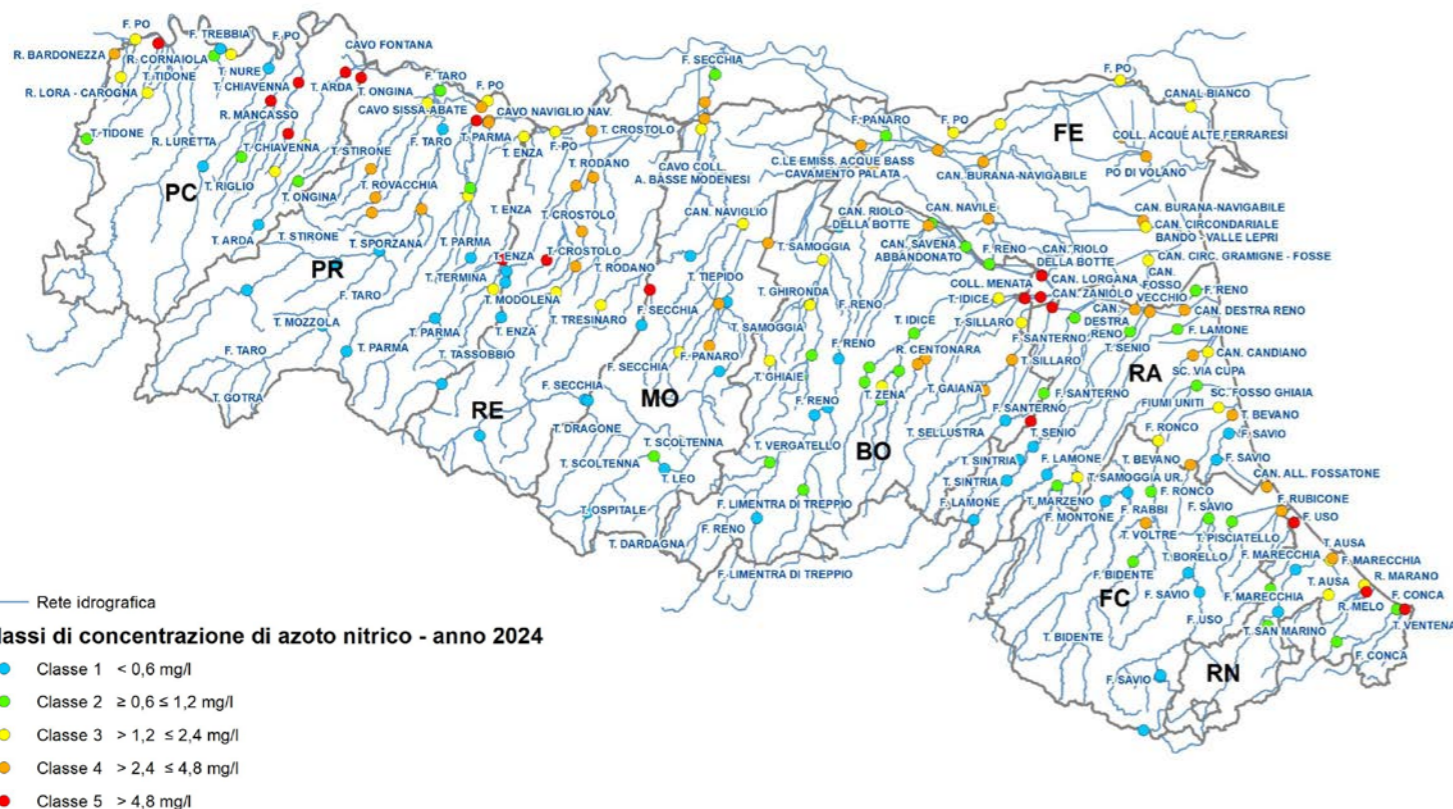 F. PO
F. TREBBIA
F. PO
CAVO FONTANA
R. BARDONEZZA
R. CORNAIOLA
T. TIDONE
T. NURE
F. TARO
F. SECCHIA
F. PO
R. LORA - CAROGNA
T. CHIAVENNA
T. ARDA
T. ONGINA
F. PO
CANAL BIANCO
R. MANCASSO
CAVO SISSA-ABATE
CAVO NAVIGLIO NAV.
T. TIDONE
R. LURETTA
T. CHIAVENNA
T. STIRONE
F. TARO
T. PARMA
T. ENZA
F. PO
T. CROSTOLO
F. PANARO
F. PO
FE
COLL. ACQUE ALTE FERRARESI
T. RIGLIO
PC
T. ONGINA
T. ROVACCHIA
T. RODANO
CAVO COLL.
A. BASSE MODENESI
C.LE EMISS. ACQUE BASS
CAVAMENTO PALATA
CAN. BURANA-NAVIGABILE
PO DI VOLANO
T. ARDA
T. STIRONE
T. SPORZANA
T. ENZA
T. CROSTOLO
CAN. NAVIGLIO
CAN. RIOLO
DELLA BOTTE
CAN. NAVILE
CAN. BURANA-NAVIGABILE
CAN. CIRCONDARIALE
BANDO - VALLE LEPRI
PR
T. PARMA
T. TERMINA
T. ENZA
T. CROSTOLO
T. RODANO
T. SAMOGGIA
CAN. SAVENA
ABBANDONATO
F. RENO
CAN. RIOLO
DELLA BOTTE
CAN. CIRC. GRAMIGNE - FOSSE
F. TARO
T. MODOLENA
T. TIEPIDO
T. GHIRONDA
COLL. MENATA
CAN. LORGANA
CAN. ZANIOLO
CAN.
FOSSO
VECCHIO
F. RENO
T. MOZZOLA
T. PARMA
T. ENZA
T. TRESINARO
F. SECCHIA
T. SAMOGGIA
F. RENO
T. IDICE
T. IDICE
T. SILLARO
CAN.
DESTRA
RENO
CAN. DESTRA RENO
F. LAMONE
F. TARO
T. PARMA
T. TASSOBBIO
F. SECCHIA
F. PANARO
F. RENO
R. CENTONARA
F. SANTERNO
T. SILLARO
T. SENIO
RA
CAN. CANDIANO
SC. VIA CUPA
T. GOTRA
RE
F. SECCHIA
MO
T. GHIAIE
T. ZENA
T. GAIANA
F. SANTERNO
SC. FOSSO GHIAIA
FIUMI UNITI
T. DRAGONE
F. RENO
F. SANTERNO
T. SELLUSTRA
T. SENIO
F. RONCO
T. BEVANO
F. SAVIO
T. SCOLTENNA
T. SCOLTENNA
T. LEO
T. VERGATELLO
BO
T. SINTRIA
T. SINTRIA
F. LAMONE
T. BEVANO
F. SAVIO
T. SAMOGGIA UR.
CAN. ALL. FOSSATONE
T. OSPITALE
T. DARDAGNA
F. LIMENTRA DI TREPPIO
F. RENO
F. LAMONE
T. MARZENO
F. MONTONE
F. RABBI
F. RONCO
F. SAVIO
F. RUBICONE
F. USO
T. VOLTRE
T. PISCIATELLO
T. AUSA
F. LIMENTRA DI TREPPIO
T. BORELLO
F. BIDENTE
F. MARECCHIA
F. MARECCHIA
T. AUSA
R. MARANO
FC
F. SAVIO
F. MARECCHIA
R. MELO
F. CONCA
F. USO
T. VENTENA
T. BIDENTE
T. SAN MARINO
F. CONCA
F. SAVIO
RN
Rete idrografica
lassi di concentrazione di azoto nitrico - anno 2024
Classe 1 < 0,6 mg/l
Classe 2 ≥ 0,6 ≤ 1,2 mg/l
Classe 3 > 1,2 ≤ 2,4 mg/l
Classe 4 > 2,4 ≤ 4,8 mg/l
Classe 5 > 4,8 mg/l